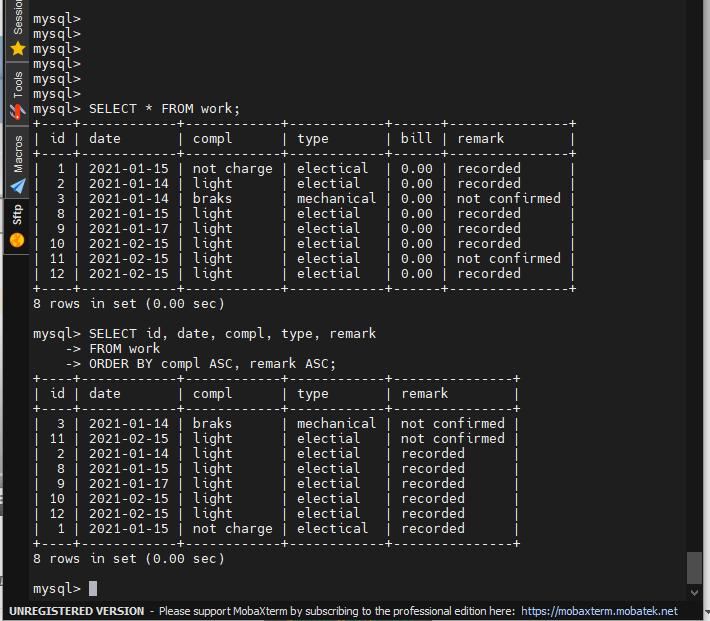 Session
Tools
Macros
Sftp
mysql>
mysql>
mysql>
mysql>
mysql>
mysql>
mysql> SELECT * FROM work;
+----+------------+------------+------------+------+---------------+
| id | date       | compl      | type       | bill | remark        |
+----+------------+------------+------------+------+---------------+
|  1 | 2021-01-15 | not charge | electical  | 0.00 | recorded      |
|  2 | 2021-01-14 | light      | electial   | 0.00 | recorded      |
|  3 | 2021-01-14 | braks      | mechanical | 0.00 | not confirmed |
|  8 | 2021-01-15 | light      | electial   | 0.00 | recorded      |
|  9 | 2021-01-17 | light      | electial   | 0.00 | recorded      |
| 10 | 2021-02-15 | light      | electial   | 0.00 | recorded      |
| 11 | 2021-02-15 | light      | electial   | 0.00 | not confirmed |
| 12 | 2021-02-15 | light      | electial   | 0.00 | recorded      |
+----+------------+------------+------------+------+---------------+
8 rows in set (0.00 sec)
mysql> SELECT id, date, compl, type, remark
    -> FROM work
    -> ORDER BY compl ASC, remark ASC;
+----+------------+------------+------------+---------------+
| id | date       | compl      | type       | remark        |
+----+------------+------------+------------+---------------+
|  3 | 2021-01-14 | braks      | mechanical | not confirmed |
| 11 | 2021-02-15 | light      | electial   | not confirmed |
|  2 | 2021-01-14 | light      | electial   | recorded      |
|  8 | 2021-01-15 | light      | electial   | recorded      |
|  9 | 2021-01-17 | light      | electial   | recorded      |
| 10 | 2021-02-15 | light      | electial   | recorded      |
| 12 | 2021-02-15 | light      | electial   | recorded      |
|  1 | 2021-01-15 | not charge | electical  | recorded      |
+----+------------+------------+------------+---------------+
8 rows in set (0.00 sec)
mysql>
UNREGISTERED VERSION - Please support MobaXterm by subscribing to the professional edition here: https://mobaxterm.mobatek.net